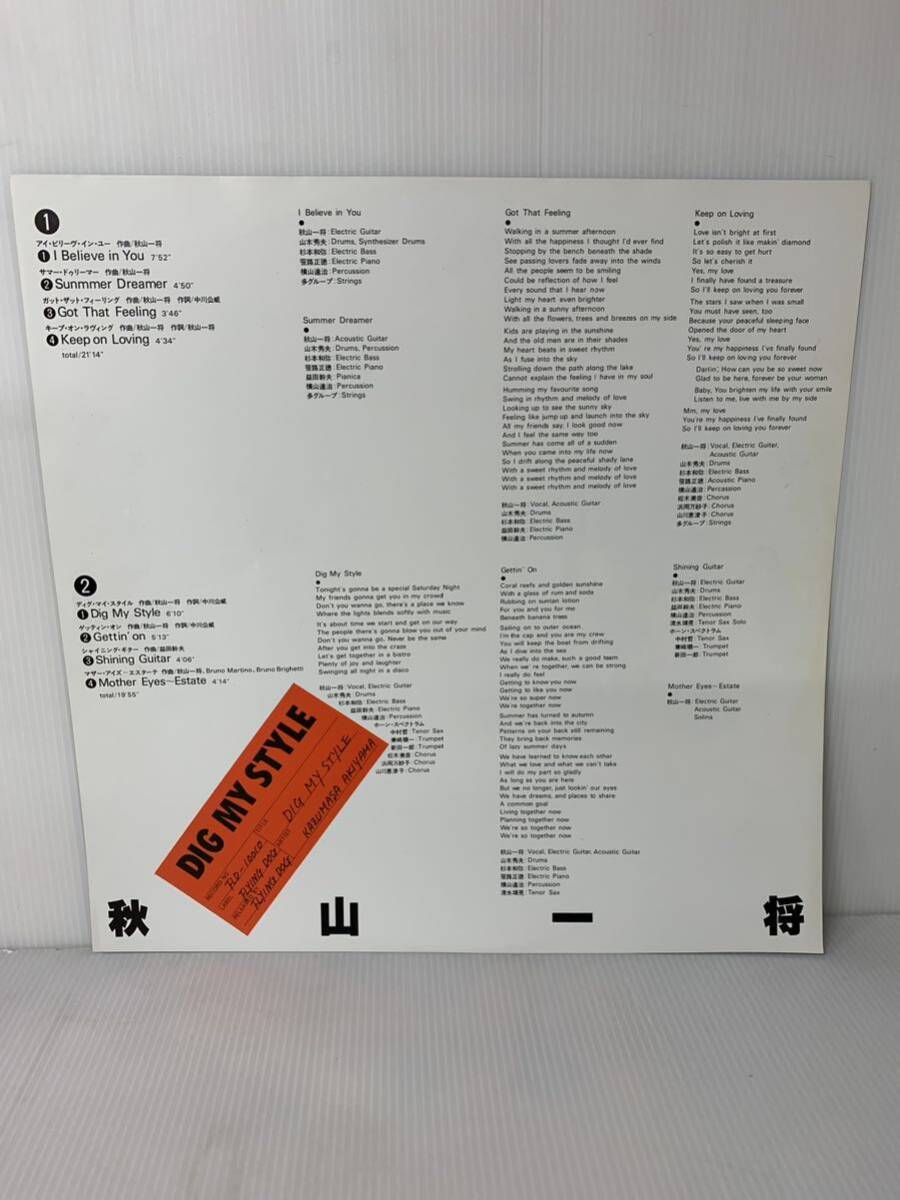 1
アイ・ビリーヴ・イン・ユー 作曲/秋山一将
❶ I Believe in You 7'52"
サマー・ドゥリーマー 作曲/秋山一将
❷ Sunmmer Dreamer 4'50"
ガット・ザット・フィーリング 作曲/秋山一将 作詞/中川公威
❸ Got That Feeling 3'46"
キープ・オン・ラヴィング 作曲/秋山一将 作詞/秋山一将
❹ Keep on Loving 4'34"
total/21'14"
I Believe in You
●
秋山一将:Electric Guitar
山木秀夫:Drums, Synthesizer Drums
杉本和弥:Electric Bass
笹路正徳:Electric Piano
横山達治:Percussion
多グループ:Strings
Summer Dreamer
●
秋山一将:Acoustic Guitar
山木秀夫:Drums, Percussion
杉本和弥:Electric Bass
笹路正徳:Electric Piano
益田幹夫:Pianica
横山達治:Percussion
多グループ:Strings
Got That Feeling
●
Walking in a summer afternoon
With all the happiness I thought I'd ever find
Stopping by the bench beneath the shade
See passing lovers fade away into the winds
All the people seem to be smiling
Could be reflection of how I feel
Every sound that I hear now
Light my heart even brighter
Walking in a sunny afternoon
With all the flowers, trees and breezes on my side
Kids are playing in the sunshine
And the old men are in their shades
My heart beats in sweet rhythm
As I fuse into the sky
Strolling down the path along the lake
Cannot explain the feeling I have in my soul
Humming my favourite song
Swing in rhythm and melody of love
Looking up to see the sunny sky
Feeling like jump up and launch into the sky
All my friends say, I look good now
And I feel the same way too
Summer has come all of a sudden
When you came into my life now
So I drift along the peaceful shady lane
With a sweet rhythm and melody of love
With a sweet rhythm and melody of love
With a sweet rhythm and melody of love
秋山一将:Vocal, Acoustic Guitar
山木秀夫:Drums
杉本和弥:Electric Bass
益田幹夫:Electric Piano
横山達治:Percussion
Keep on Loving
●
Love isn't bright at first
Let's polish it like makin' diamond
It's so easy to get hurt
So let's cherish it
Yes, my love
I finally have found a treasure
So I'll keep on loving you forever
The stars I saw when I was small
You must have seen, too
Because your peaceful sleeping face
Opened the door of my heart
Yes, my love
You' re my happiness I've finally found
So I'll keep on loving you forever
Darlin', How can you be so sweet now
Glad to be here, forever be your woman
Baby, You brighten my life with your smile
Listen to me, live with me by my side
Mm, my love
You're my happiness I've finally found
So I'll keep on loving you forever
秋山一将:Vocal, Electric Guitar,
Acoustic Guitar
山木秀夫:Drums
杉本和弥:Electric Bass
笹路正徳:Acoustic Piano
横山達治:Percassion
:Chorus
:Chorus
:Chorus
多グループ:Strings
2
ディグ・マイ・スタイル 作曲/秋山一将 作詞/中川公威
❶ Dig My Style 6'10"
ゲッティン・オン 作曲/秋山一将 作詞/中川公威
❷ Gettin' on 5'13"
シャイニング・ギター 作曲/益田幹夫
❸ Shining Guitar 4'06"
マザー・アイズ〜エスターテ 作曲/秋山一将, Bruno Martino, Bruno Brighetti
❹ Mother Eyes〜Estate 4'14"
total/19'55"
Dig My Style
●
Tonight's gonna be a special Saturday Night
My friends gonna get you in my crowd
Don't you wanna go, there's a place we know
Where the lights blends softly with music
It's about time we start and get on our way
The people there's gonna blow you out of your mind
Don't you wanna go, Never be the same
After you get into the craze
Let's get together in a bistro
Plenty of joy and laughter
Swinging all night in a disco
秋山一将:Vocal, Electric Guitar
山木秀夫:Drums
杉本和弥:Electric Bass
益田幹夫:Electric Piano
横山達治:Percussion
ホーン・スペクトラム
中村哲:Tenor Sax
兼崎順一:Trumpet
新田一郎:Trumpet
:Chorus
:Chorus
:Chorus
Gettin' On
●
Coral reefs and golden sunshine
With a glass of rum and soda
Rubbing on suntan lotion
For you and you for me
Beneath banana trees
Sailing on to outer ocean
I'm the cap and you are my crew
You will keep the boat from drifting
As I dive into the sea
We really do make, such a good team
When we're together, we can be strong
I really do feel
Getting to know you now
Getting to like you now
We're so super now
We're together now
Summer has turned to autumn
And we're back into the city
Patterns on your back still remaining
They bring back memories
Of lazy summer days
We have learned to know each other
What we love and what we can't take
I will do my part so gladly
As long as you are here
But we no longer, just lookin' our eyes
We have dreams, and places to share
A common goal
Living together now
Planning together now
We're so together now
We're so together now
秋山一将:Vocal, Electric Guitar, Acoustic Guitar
山木秀夫:Drums
杉本和弥:Electric Bass
笹路正徳:Electric Piano
横山達治:Percussion
清水靖晃:Tenor Sax
Shining Guitar
●
秋山一将:Electric Guitar
山木秀夫:Drums
杉本和弥:Electric Bass
益田幹夫:Electric Piano
横山達治:Percussion
清水靖晃:Tenor Sax Solo
ホーン・スペクトラム:
中村哲:Tenor Sax
兼崎順一:Trumpet
新田一郎:Trumpet
Mother Eyes〜Estate
●
秋山一将:Electric Guitar
Acoustic Guitar
Solina
DIG MY STYLE
TITLE DIG MY STYLE
ARTIST KAZUMASA AKIYAMA
RECORD NO. FLD-10010
LABEL FLYING DOG
FLYING DOG
秋山一将